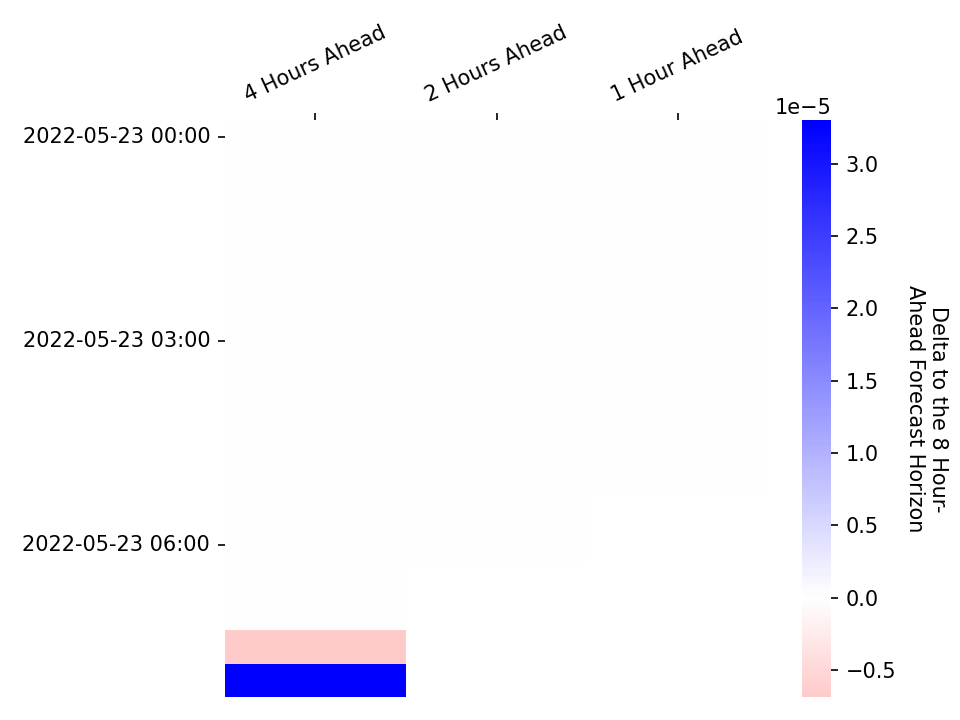 4 Hours Ahead
2 Hours Ahead
1 Hour Ahead
1e−5
2022-05-23 00:00
2022-05-23 03:00
2022-05-23 06:00
3.0
2.5
2.0
1.5
1.0
0.5
0.0
−0.5
Delta to the 8 Hour-
Ahead Forecast Horizon